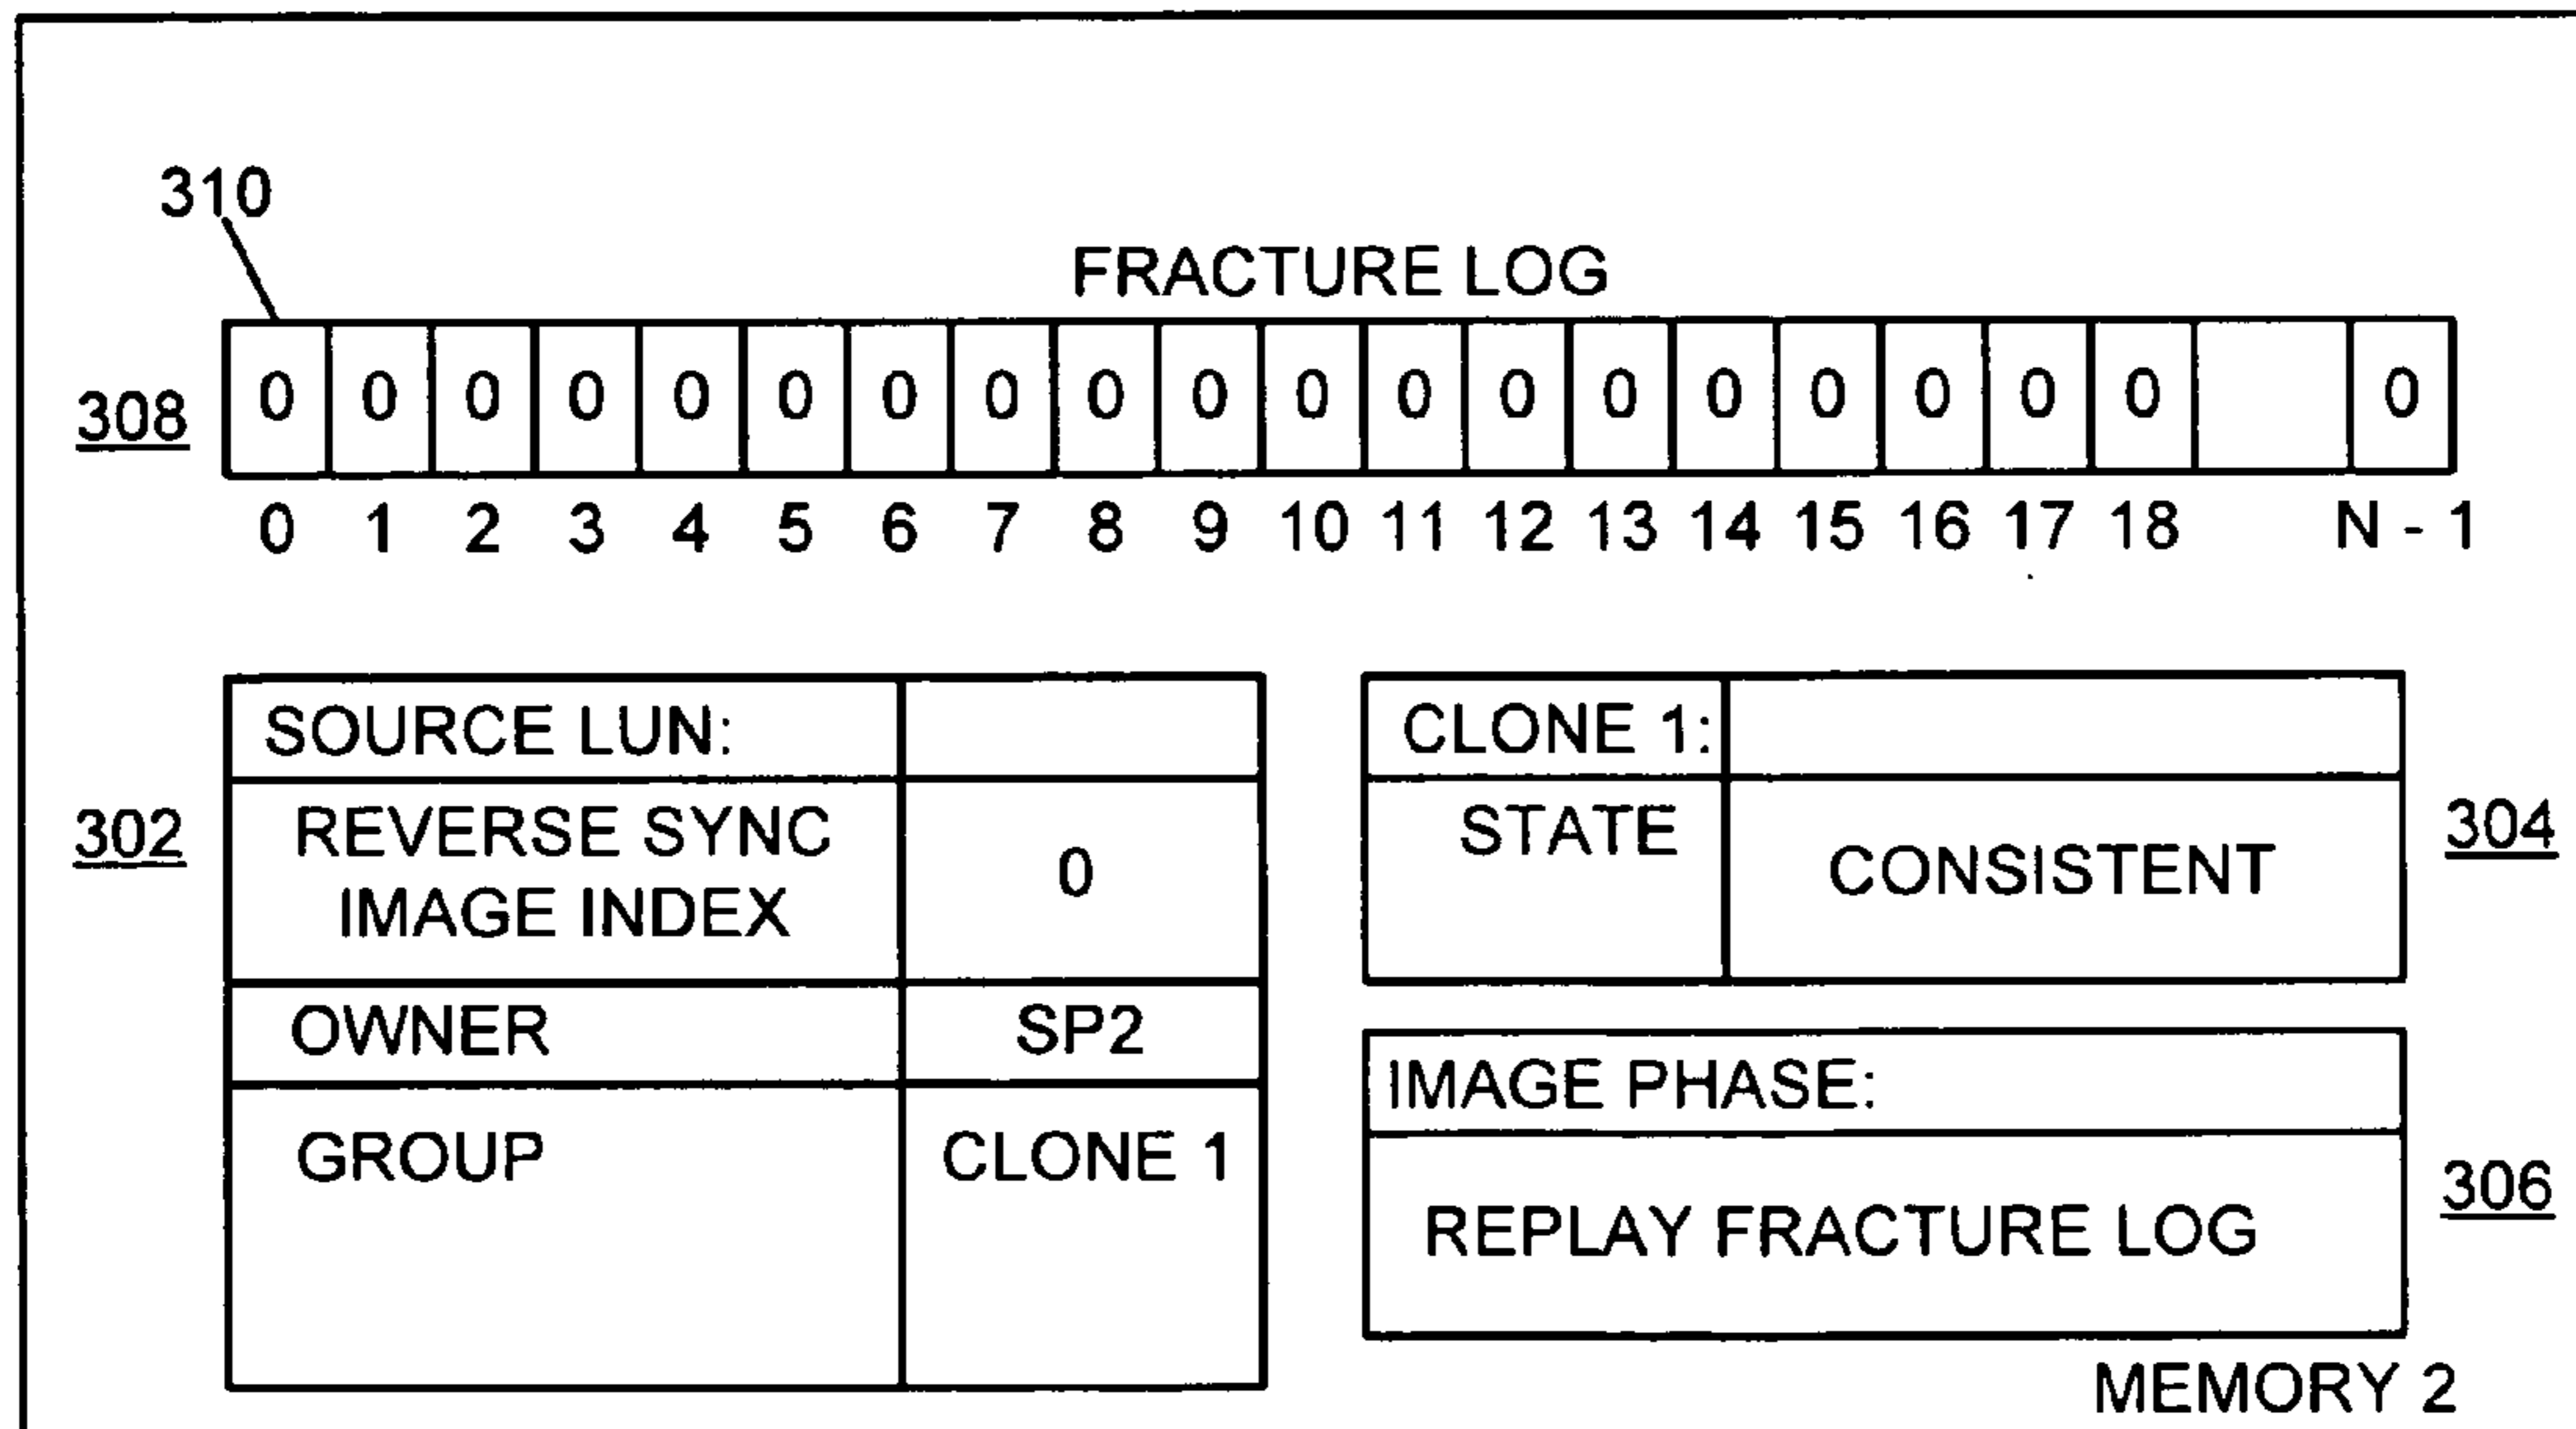 310
FRACTURE LOG
308 0 0 0 0 0 0 0 0 0 0 0 0 0 0 0 0 0 0 0 0
0 1 2 3 4 5 6 7 8 9 10 11 12 13 14 15 16 17 18 N - 1
302
SOURCE LUN:
REVERSE SYNC
IMAGE INDEX
0
OWNER SP2
GROUP CLONE 1
CLONE 1:
STATE
CONSISTENT
304
IMAGE PHASE:
REPLAY FRACTURE LOG
306
MEMORY 2